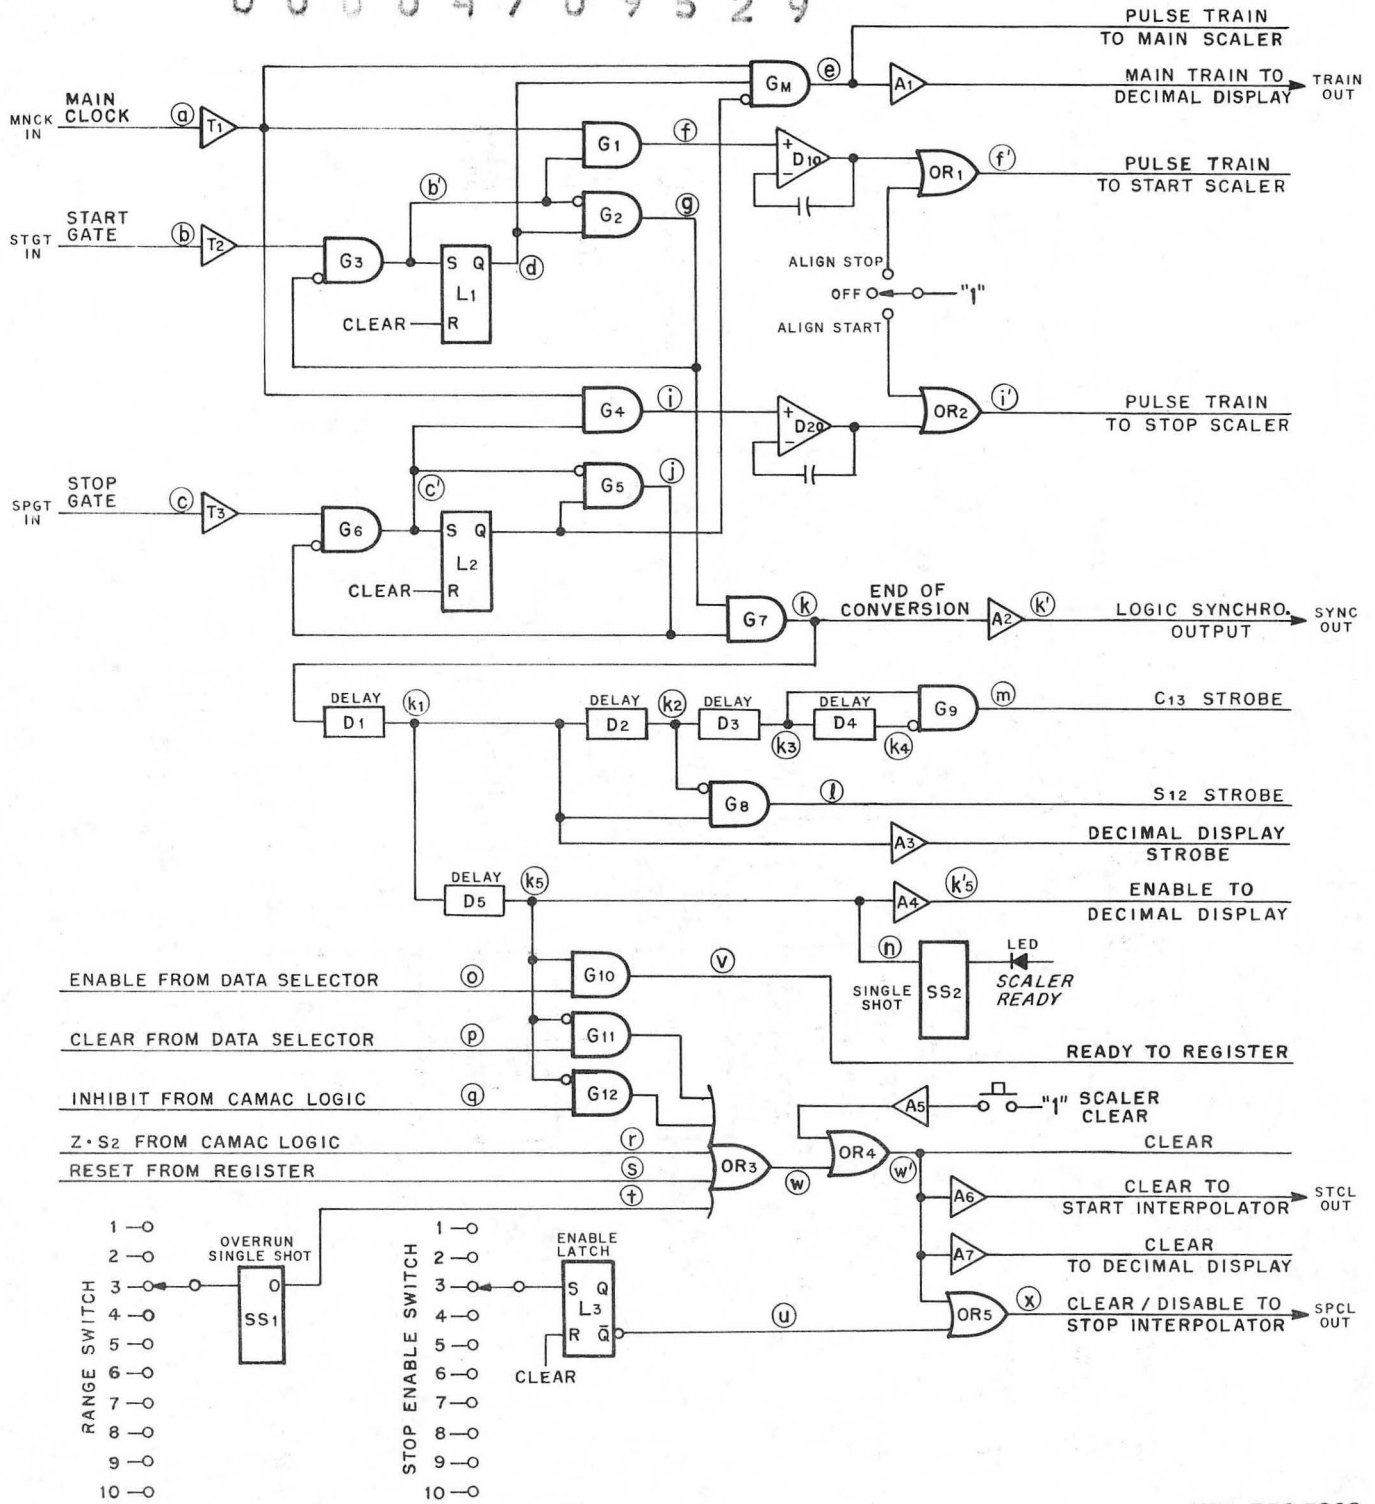 0 0 0 0 4 7 0 9 5 2 9
PULSE TRAIN
TO MAIN SCALER
GM
e
A1
MAIN TRAIN TO
DECIMAL DISPLAY
TRAIN
OUT
MNCK
IN
MAIN
CLOCK
a
T1
G1
f
+
-
D10
OR1
f'
PULSE TRAIN
TO START SCALER
b'
STGT
IN
START
GATE
b
T2
G3
S Q
L1
R
CLEAR
d
G2
g
ALIGN STOP
OFF
"1"
ALIGN START
G4
i
+
-
D20
OR2
i'
PULSE TRAIN
TO STOP SCALER
SPGT
IN
STOP
GATE
c
T3
c'
G5
j
G6
S Q
L2
R
CLEAR
G7
k
END OF
CONVERSION
A2
k'
LOGIC SYNCHRO.
OUTPUT
SYNC
OUT
DELAY
D1
k1
DELAY
D2
k2
DELAY
D3
k3
DELAY
D4
k4
G9
m
C13 STROBE
G8
l
S12 STROBE
A3
DECIMAL DISPLAY
STROBE
DELAY
D5
k5
A4
k'5
ENABLE TO
DECIMAL DISPLAY
n
SINGLE
SHOT
SS2
LED
SCALER
READY
ENABLE FROM DATA SELECTOR
o
G10
v
READY TO REGISTER
CLEAR FROM DATA SELECTOR
p
G11
INHIBIT FROM CAMAC LOGIC
q
G12
A5
"1" SCALER
CLEAR
Z·S2 FROM CAMAC LOGIC
r
RESET FROM REGISTER
s
t
OR3
w
OR4
w'
CLEAR
A6
CLEAR TO
START INTERPOLATOR
STCL
OUT
A7
CLEAR
TO DECIMAL DISPLAY
OR5
x
CLEAR / DISABLE TO
STOP INTERPOLATOR
SPCL
OUT
RANGE SWITCH
1
2
3
4
5
6
7
8
9
10
OVERRUN
SINGLE SHOT
O
SS1
STOP ENABLE SWITCH
1
2
3
4
5
6
7
8
9
10
ENABLE
LATCH
S Q
L3
R Q̅
CLEAR
u